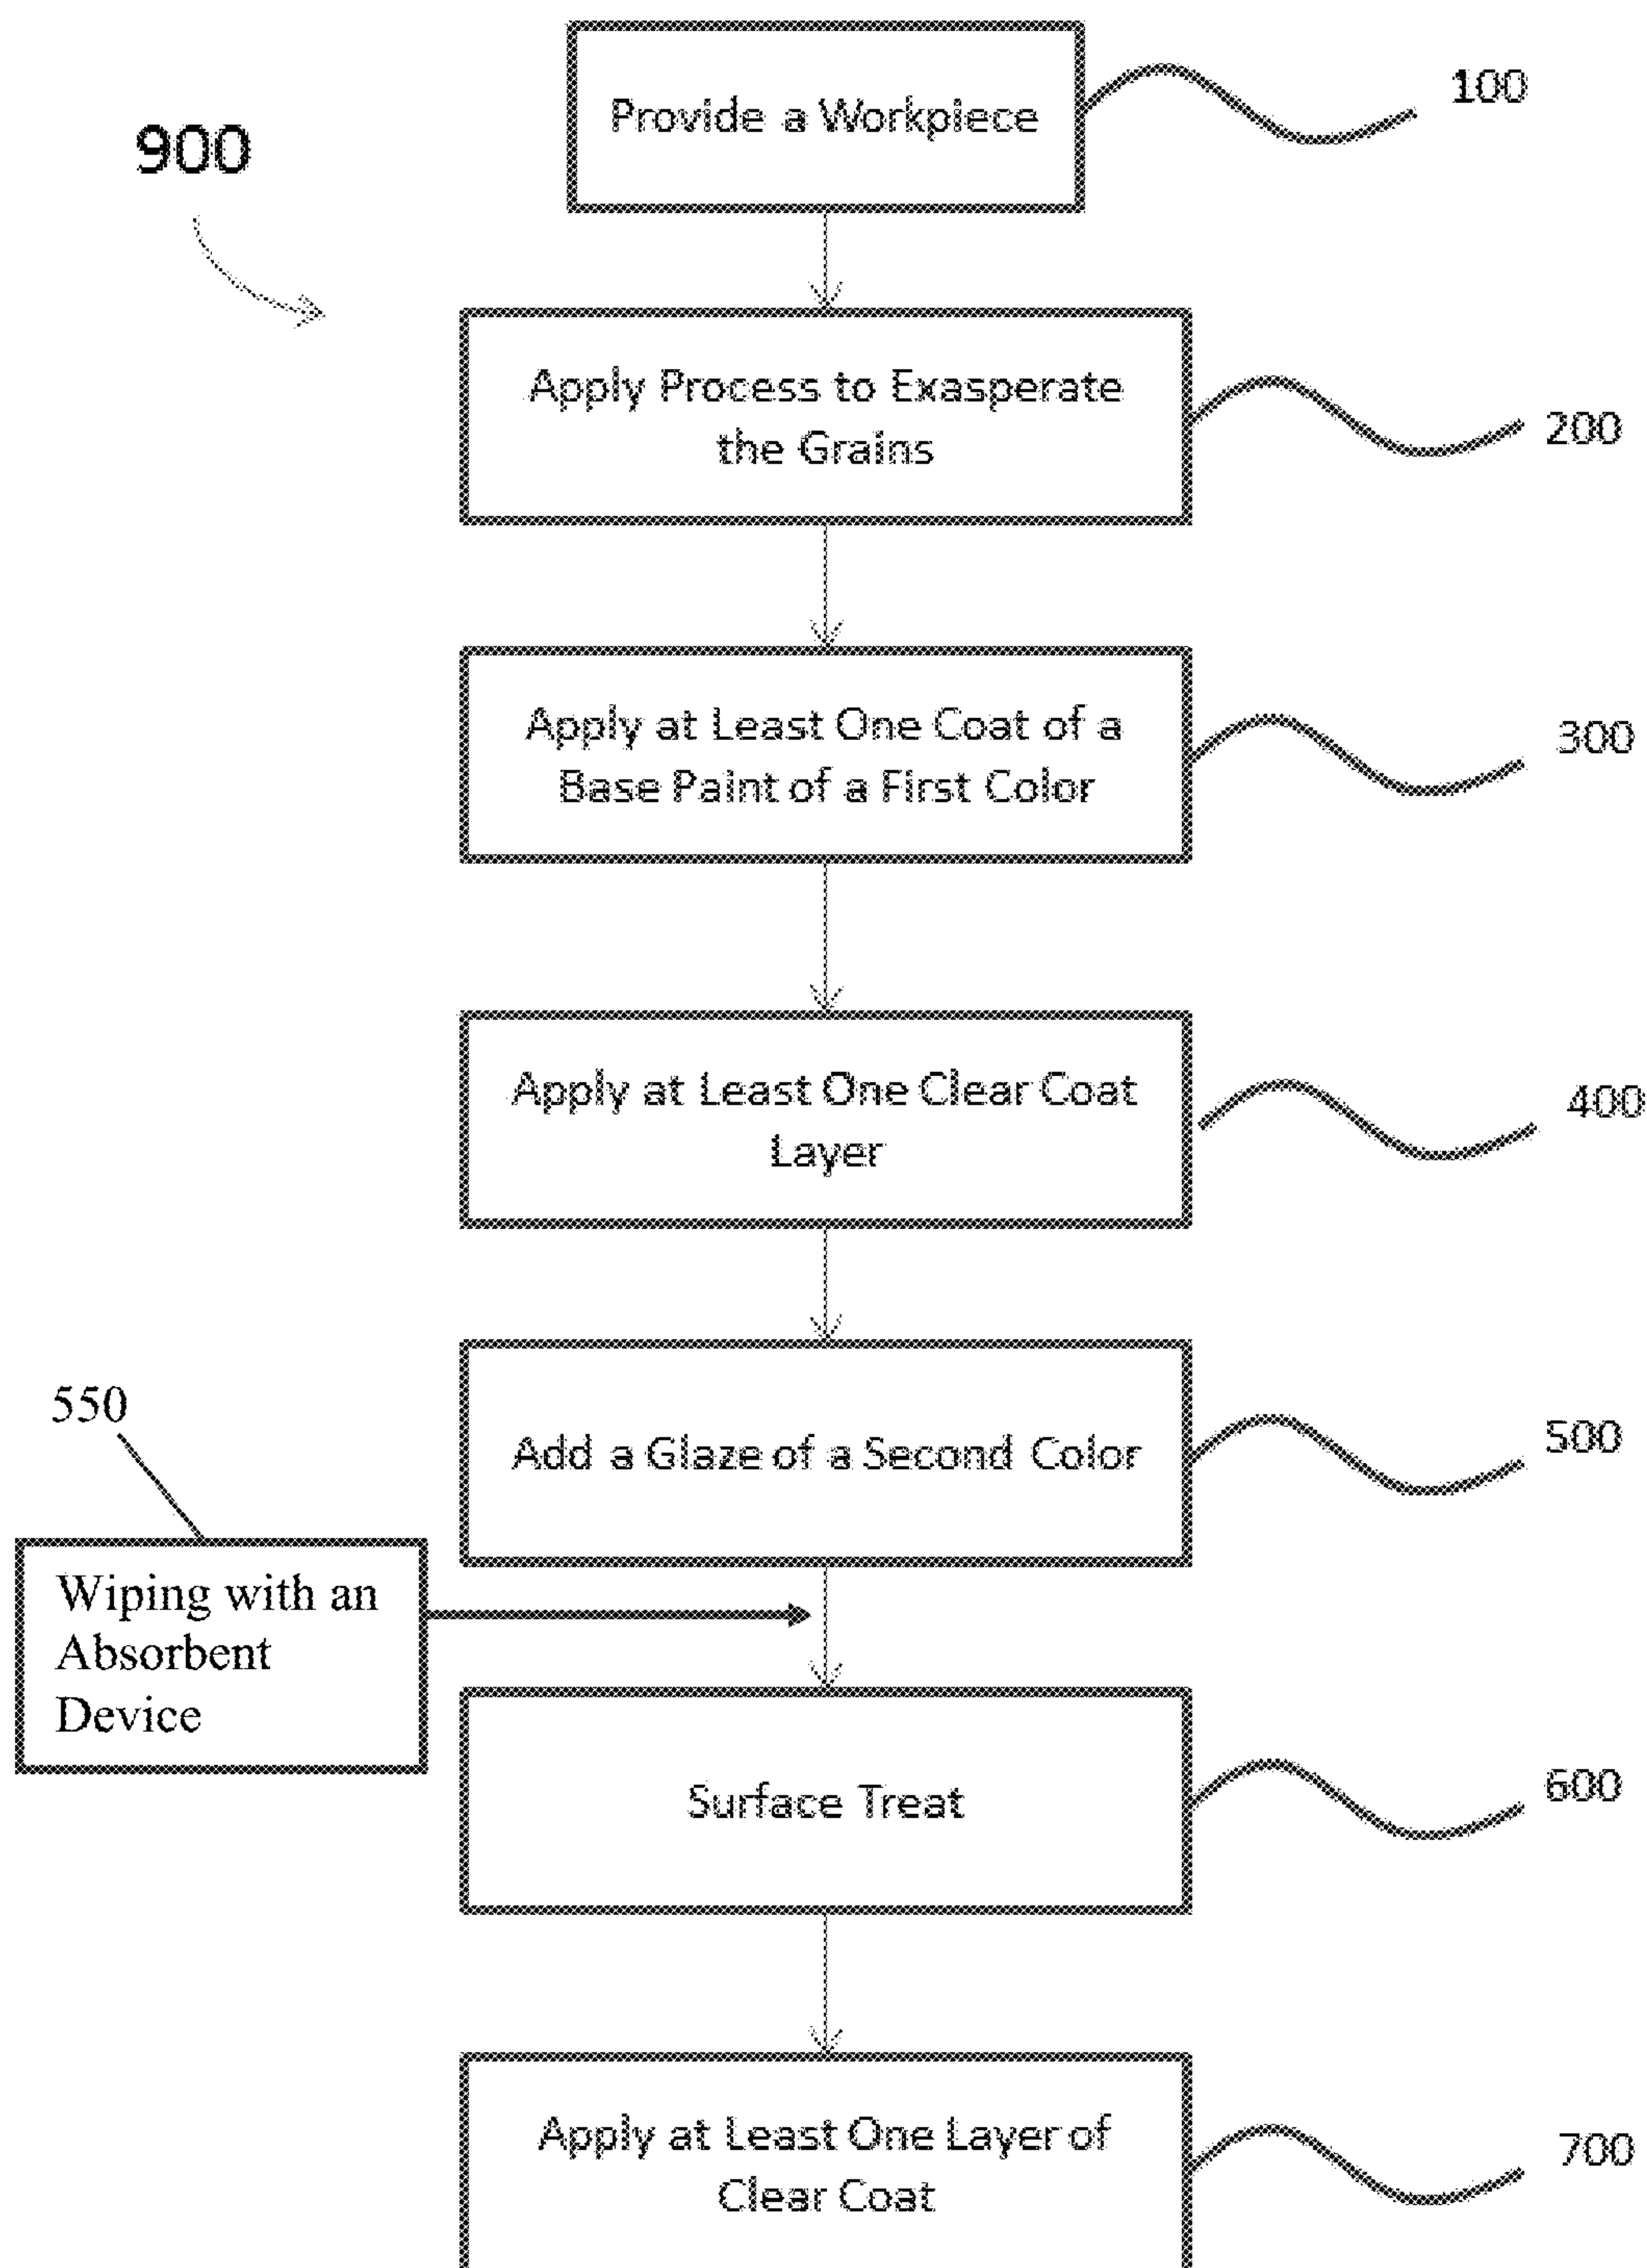 900
Provide a Workpiece
100
Apply Process to Exasperate
the Grains
200
Apply at Least One Coat of a
Base Paint of a First Color
300
Apply at Least One Clear Coat
Layer
400
Add a Glaze of a Second Color
500
550
Wiping with an
Absorbent
Device
Surface Treat
600
Apply at Least One Layer of
Clear Coat
700